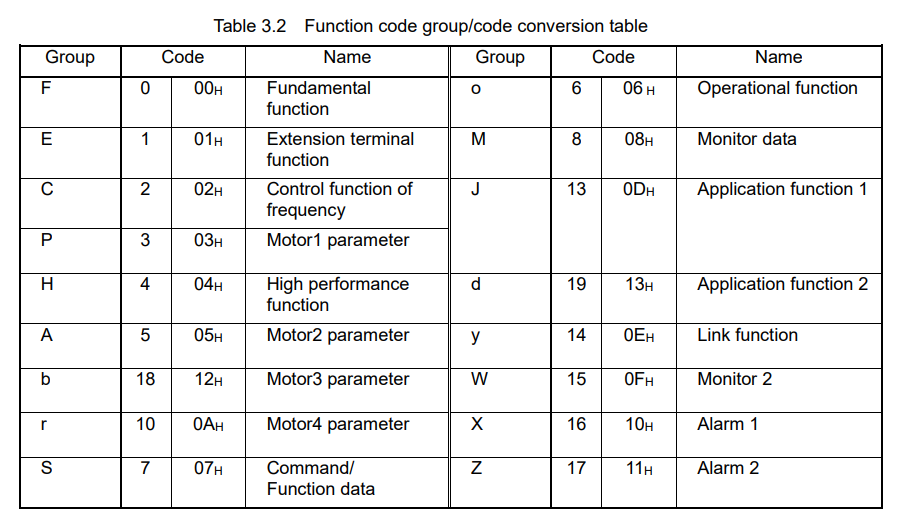 Table 3.2 Function code group/code conversion table
Group Code Name Group Code Name
F 0 00H Fundamental function o 6 06 H Operational function
E 1 01H Extension terminal function M 8 08H Monitor data
C 2 02H Control function of frequency J 13 0DH Application function 1
P 3 03H Motor1 parameter
H 4 04H High performance function d 19 13H Application function 2
A 5 05H Motor2 parameter y 14 0EH Link function
b 18 12H Motor3 parameter W 15 0FH Monitor 2
r 10 0AH Motor4 parameter X 16 10H Alarm 1
S 7 07H Command/ Function data Z 17 11H Alarm 2